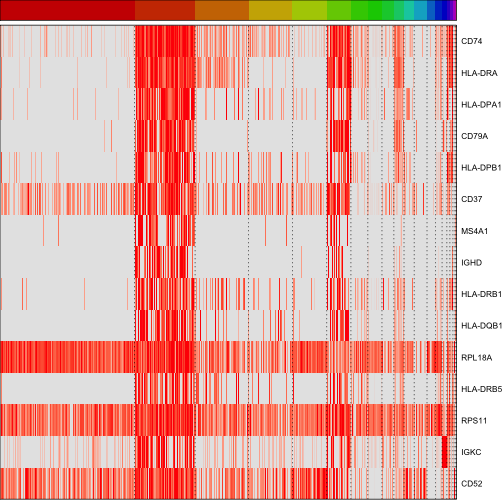 CD74
HLA-DRA
HLA-DPA1
CD79A
HLA-DPB1
CD37
MS4A1
IGHD
HLA-DRB1
HLA-DQB1
RPL18A
HLA-DRB5
RPS11
IGKC
CD52